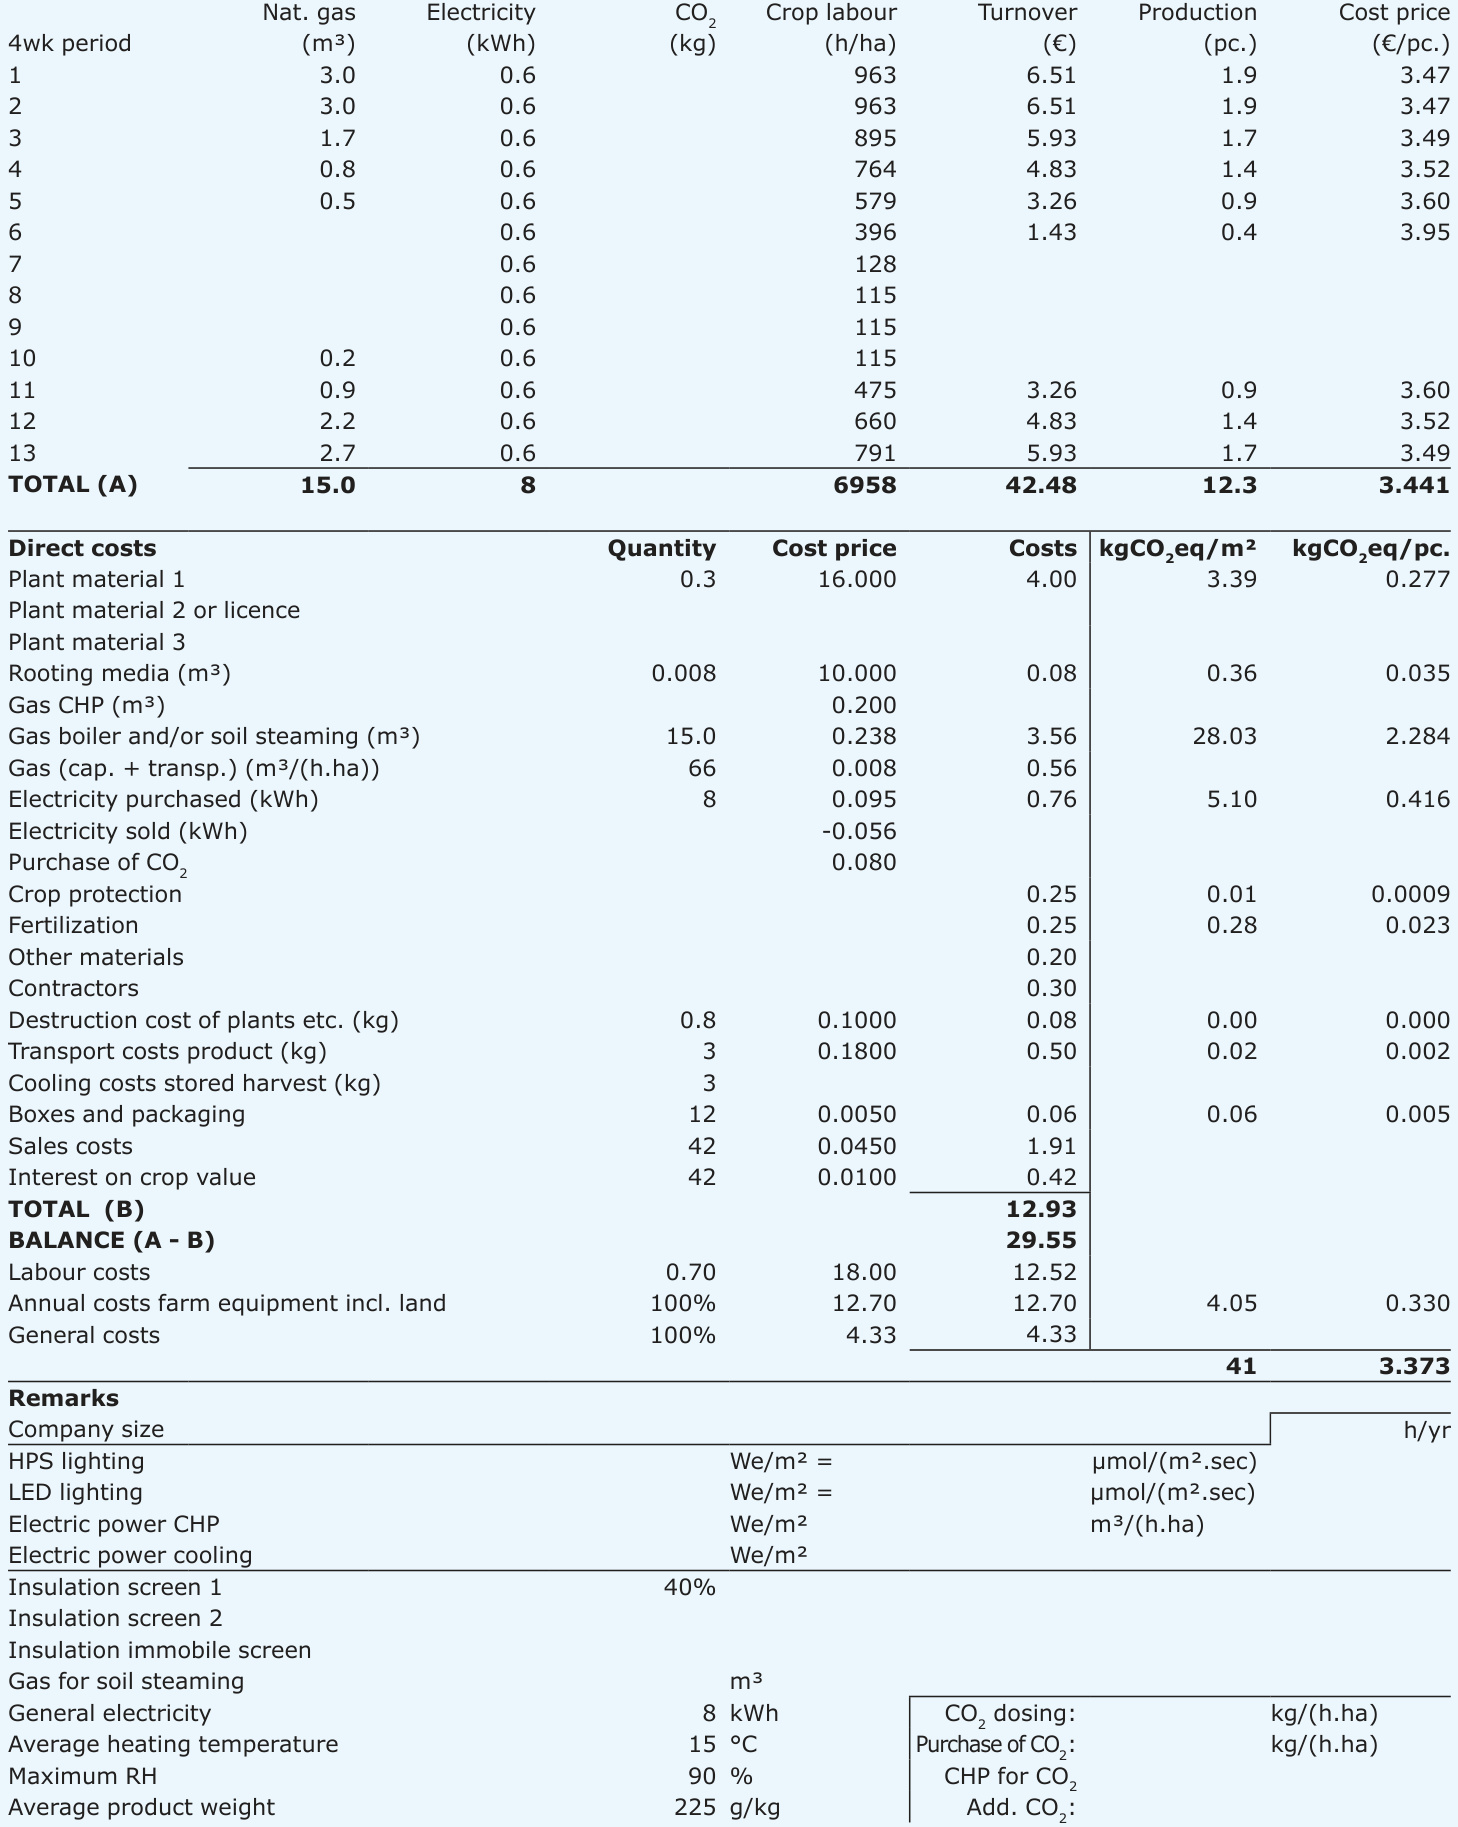 Nat. gas Electricity CO₂ Crop labour Turnover Production Cost price
4wk period (m³) (kWh) (kg) (h/ha) (€) (pc.) (€/pc.)
1 3.0 0.6 963 6.51 1.9 3.47
2 3.0 0.6 963 6.51 1.9 3.47
3 1.7 0.6 895 5.93 1.7 3.49
4 0.8 0.6 764 4.83 1.4 3.52
5 0.5 0.6 579 3.26 0.9 3.60
6 0.6 396 1.43 0.4 3.95
7 0.6 128
8 0.6 115
9 0.6 115
10 0.2 0.6 115
11 0.9 0.6 475 3.26 0.9 3.60
12 2.2 0.6 660 4.83 1.4 3.52
13 2.7 0.6 791 5.93 1.7 3.49
TOTAL (A) 15.0 8 6958 42.48 12.3 3.441
Direct costs Quantity Cost price Costs kgCO₂eq/m² kgCO₂eq/pc.
Plant material 1 0.3 16.000 4.00 3.39 0.277
Plant material 2 or licence
Plant material 3
Rooting media (m³) 0.008 10.000 0.08 0.36 0.035
Gas CHP (m³) 0.200
Gas boiler and/or soil steaming (m³) 15.0 0.238 3.56 28.03 2.284
Gas (cap. + transp.) (m³/(h.ha)) 66 0.008 0.56
Electricity purchased (kWh) 8 0.095 0.76 5.10 0.416
Electricity sold (kWh) -0.056
Purchase of CO₂ 0.080
Crop protection 0.25 0.01 0.0009
Fertilization 0.25 0.28 0.023
Other materials 0.20
Contractors 0.30
Destruction cost of plants etc. (kg) 0.8 0.1000 0.08 0.00 0.000
Transport costs product (kg) 3 0.1800 0.50 0.02 0.002
Cooling costs stored harvest (kg) 3
Boxes and packaging 12 0.0050 0.06 0.06 0.005
Sales costs 42 0.0450 1.91
Interest on crop value 42 0.0100 0.42
TOTAL (B) 12.93
BALANCE (A - B) 29.55
Labour costs 0.70 18.00 12.52
Annual costs farm equipment incl. land 100% 12.70 12.70 4.05 0.330
General costs 100% 4.33 4.33
41 3.373
Remarks
Company size h/yr
HPS lighting We/m² = µmol/(m².sec)
LED lighting We/m² = µmol/(m².sec)
Electric power CHP We/m² m³/(h.ha)
Electric power cooling We/m²
Insulation screen 1 40%
Insulation screen 2
Insulation immobile screen
Gas for soil steaming m³
General electricity 8 kWh CO₂ dosing: kg/(h.ha)
Average heating temperature 15 °C Purchase of CO₂: kg/(h.ha)
Maximum RH 90 % CHP for CO₂
Average product weight 225 g/kg Add. CO₂: